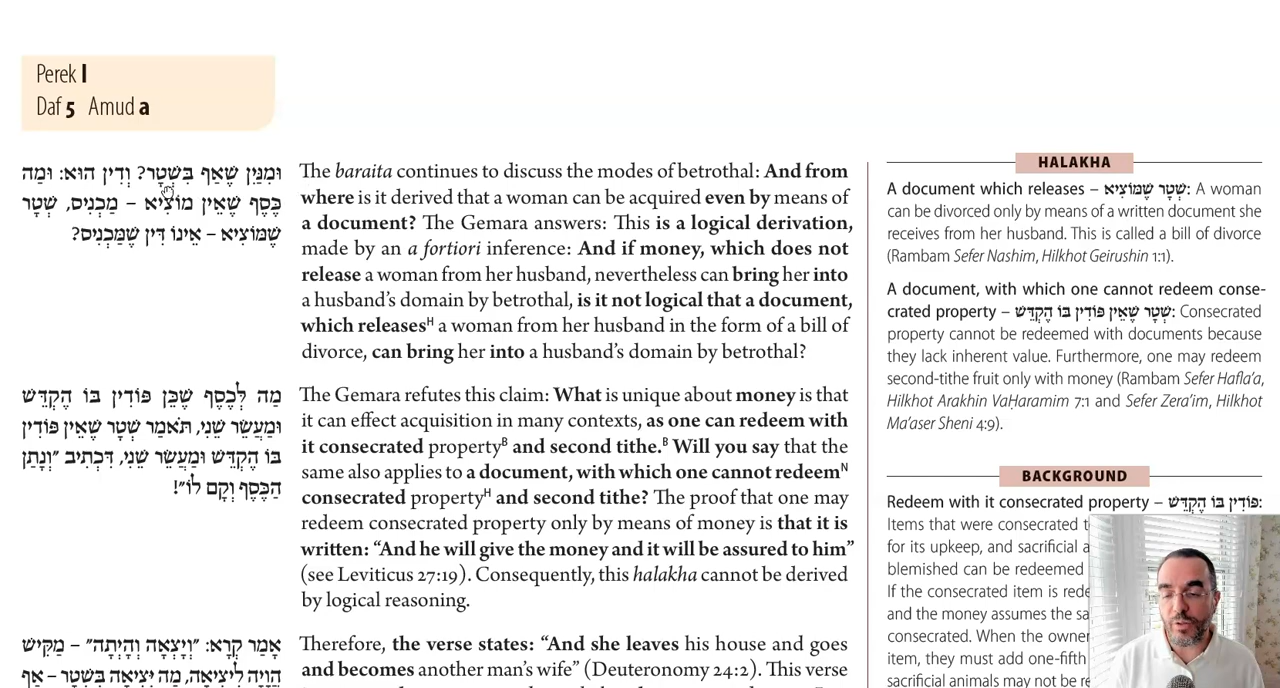 Perek I
Daf 5 Amud a
וּמִנַּיִן שֶׁאַף בִּשְׁטָר? וְדִין הוּא: וּמָה
כֶּסֶף שֶׁאֵין מוֹצִיא – מַכְנִיס, שְׁטָר
שֶׁמּוֹצִיא – אֵינוֹ דִּין שֶׁמַּכְנִיס?
מַה לְּכֶסֶף שֶׁכֵּן פּוֹדִין בּוֹ הֶקְדֵּשׁ
וּמַעֲשֵׂר שֵׁנִי, תֹּאמַר שְׁטָר שֶׁאֵין פּוֹדִין
בּוֹ הֶקְדֵּשׁ וּמַעֲשֵׂר שֵׁנִי, דִּכְתִיב ״וְנָתַן
הַכֶּסֶף וְקָם לוֹ״!
אָמַר קְרָא: ״וְיָצְאָה וְהָיְתָה״ – מַקִּישׁ
הֲוָיָה לִיצִיאָה, מַה יְּצִיאָה בִּשְׁטָר – אַף
The baraita continues to discuss the modes of betrothal: And from
where is it derived that a woman can be acquired even by means of
a document? The Gemara answers: This is a logical derivation,
made by an a fortiori inference: And if money, which does not
release a woman from her husband, nevertheless can bring her into
a husband's domain by betrothal, is it not logical that a document,
which releasesᴴ a woman from her husband in the form of a bill of
divorce, can bring her into a husband's domain by betrothal?
The Gemara refutes this claim: What is unique about money is that
it can effect acquisition in many contexts, as one can redeem with
it consecrated propertyᴮ and second tithe.ᴮ Will you say that the
same also applies to a document, with which one cannot redeemᴺ
consecrated propertyᴴ and second tithe? The proof that one may
redeem consecrated property only by means of money is that it is
written: "And he will give the money and it will be assured to him"
(see Leviticus 27:19). Consequently, this halakha cannot be derived
by logical reasoning.
Therefore, the verse states: "And she leaves his house and goes
and becomes another man's wife" (Deuteronomy 24:2). This verse
HALAKHA
A document which releases – שְׁטָר שֶׁמּוֹצִיא: A woman
can be divorced only by means of a written document she
receives from her husband. This is called a bill of divorce
(Rambam Sefer Nashim, Hilkhot Geirushin 1:1).
A document, with which one cannot redeem conse-
crated property – שְׁטָר שֶׁאֵין פּוֹדִין בּוֹ הֶקְדֵּשׁ: Consecrated
property cannot be redeemed with documents because
they lack inherent value. Furthermore, one may redeem
second-tithe fruit only with money (Rambam Sefer Hafla'a,
Hilkhot Arakhin VaḤaramim 7:1 and Sefer Zera'im, Hilkhot
Ma'aser Sheni 4:9).
BACKGROUND
Redeem with it consecrated property – פּוֹדִין בּוֹ הֶקְדֵּשׁ:
Items that were consecrated
for its upkeep, and sacrificial
blemished can be redeemed
If the consecrated item is
and the money assumes the
consecrated. When the
item, they must add one-fifth
sacrificial animals may not be